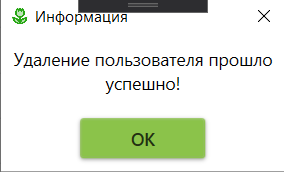 Информация
Удаление пользователя прошло
успешно!
OK